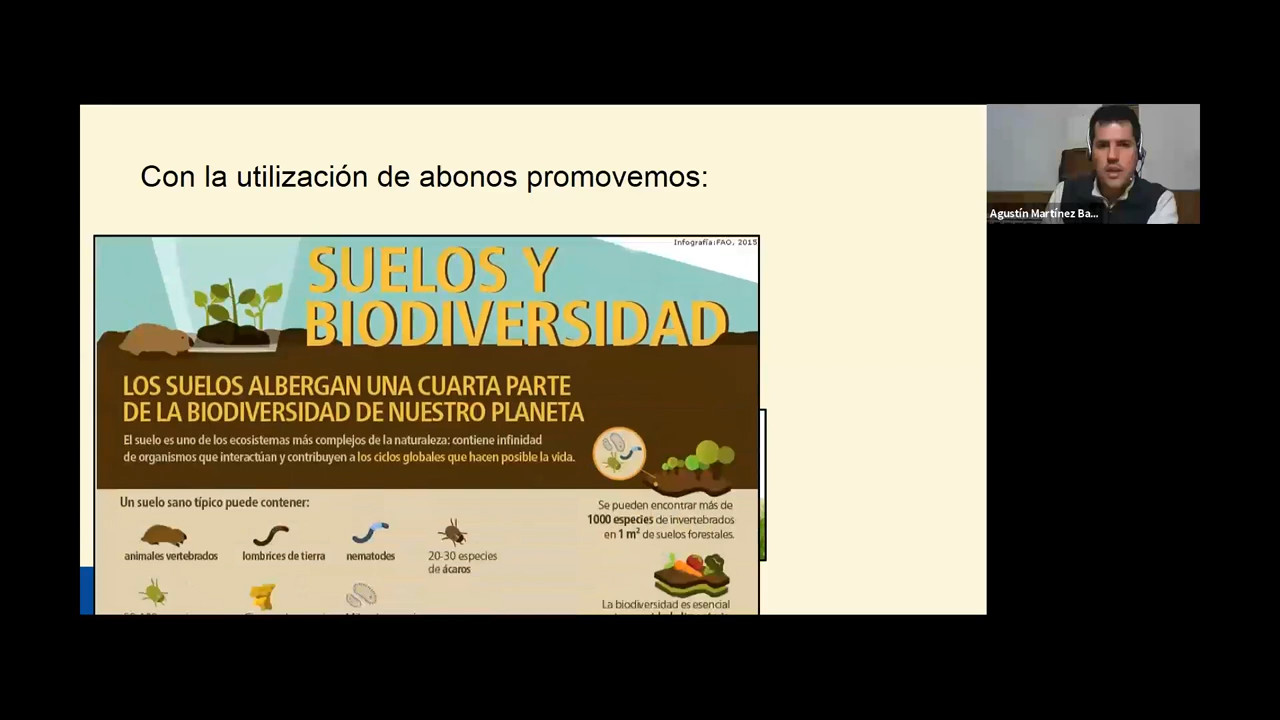 Con la utilización de abonos promovemos:
Agustín Martínez Ba...
Infografía:FAO, 2015
SUELOS Y
BIODIVERSIDAD
LOS SUELOS ALBERGAN UNA CUARTA PARTE
DE LA BIODIVERSIDAD DE NUESTRO PLANETA
El suelo es uno de los ecosistemas más complejos de la naturaleza: contiene infinidad
de organismos que interactúan y contribuyen a los ciclos globales que hacen posible la vida.
Un suelo sano típico puede contener:
animales vertebrados
lombrices de tierra
nematodes
20-30 especies
de ácaros
Se pueden encontrar más de
1000 especies de invertebrados
en 1 m² de suelos forestales.
La biodiversidad es esencial